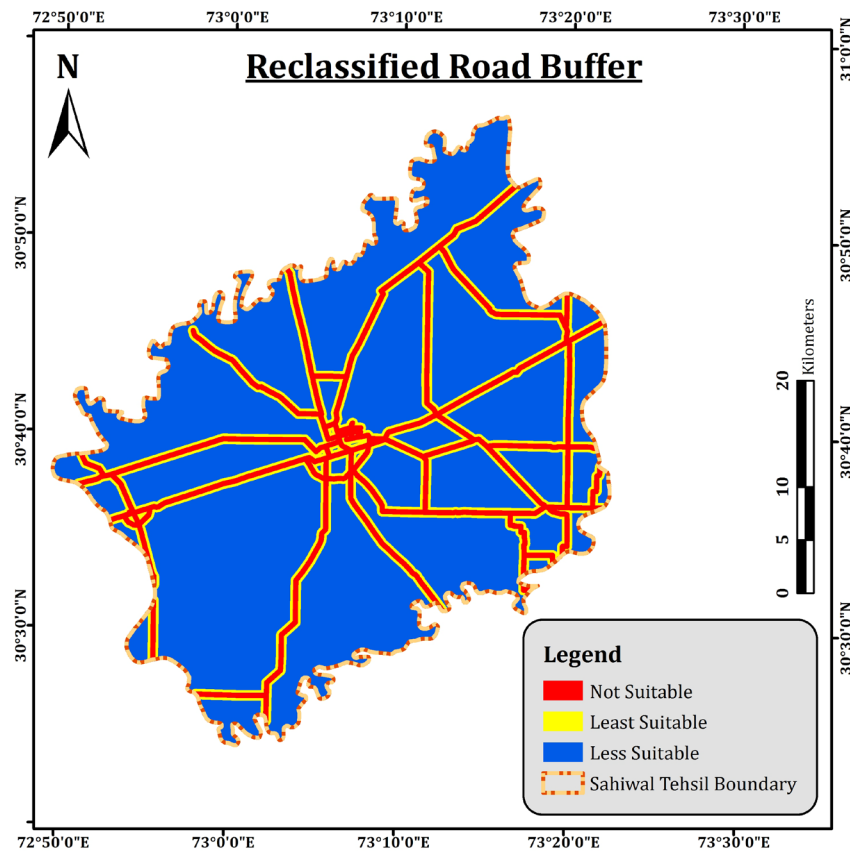 72°50'0"E 73°0'0"E 73°10'0"E 73°20'0"E 73°30'0"E
Reclassified Road Buffer
N
31°0'0"N
30°50'0"N
30°50'0"N
30°40'0"N
30°40'0"N
30°30'0"N
30°30'0"N
Kilometers
20
10
5
0
Legend
Not Suitable
Least Suitable
Less Suitable
Sahiwal Tehsil Boundary
72°50'0"E 73°0'0"E 73°10'0"E 73°20'0"E 73°30'0"E